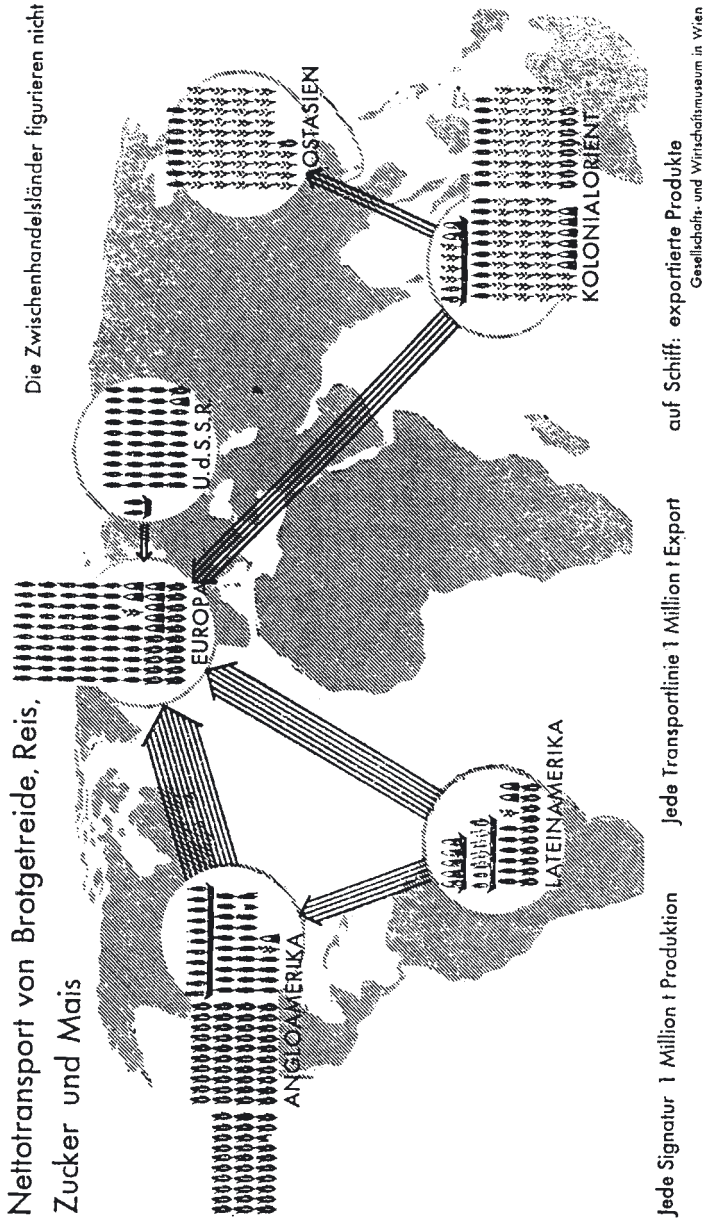 Nettotransport von Brotgetreide, Reis,
Zucker und Mais
Die Zwischenhandelsländer figurieren nicht
EUROPA
U.d.S.S.R.
OSTASIEN
ANGLOAMERIKA
LATEINAMERIKA
KOLONIALORIENT
Jede Signatur 1 Million t Produktion
Jede Transportlinie 1 Million t Export
auf Schiff: exportierte Produkte
Gesellschafts- und Wirtschaftsmuseum in Wien